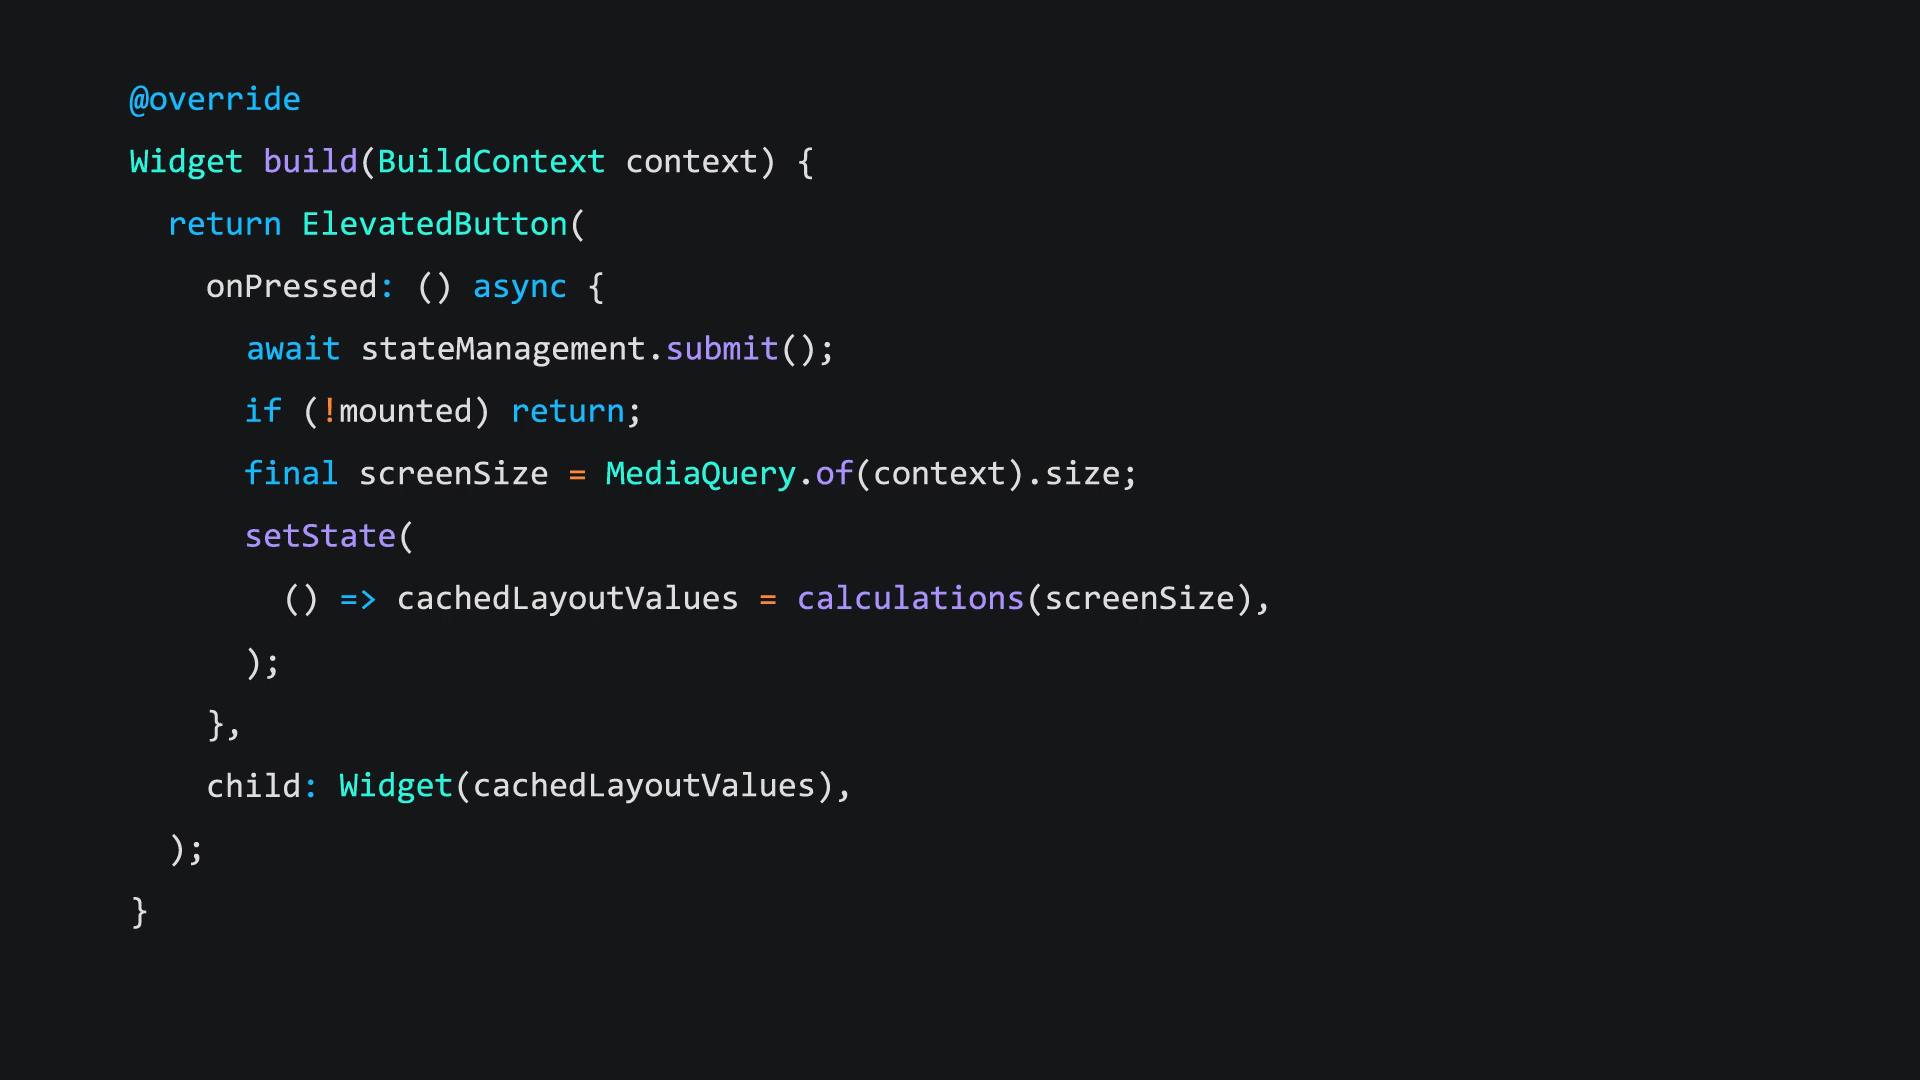 @override
Widget build(BuildContext context) {
  return ElevatedButton(
    onPressed: () async {
      await stateManagement.submit();
      if (!mounted) return;
      final screenSize = MediaQuery.of(context).size;
      setState(
        () => cachedLayoutValues = calculations(screenSize),
      );
    },
    child: Widget(cachedLayoutValues),
  );
}